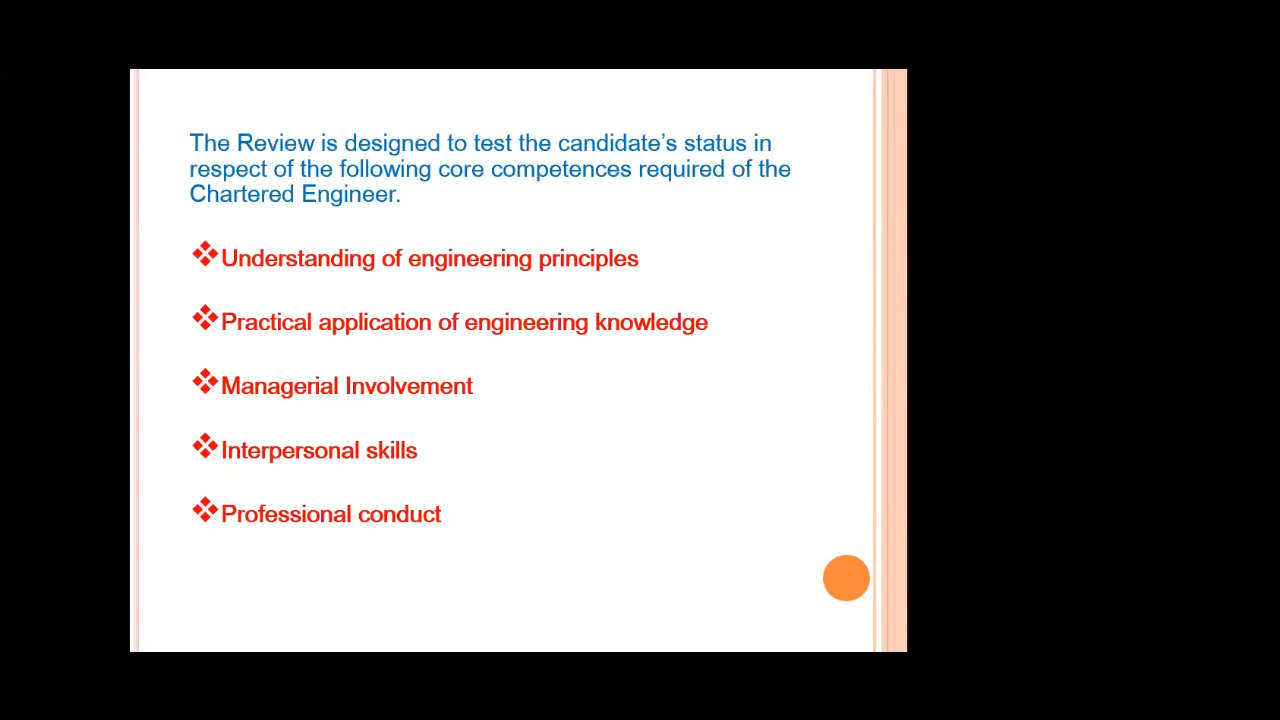 The Review is designed to test the candidate’s status in
respect of the following core competences required of the
Chartered Engineer.
❖Understanding of engineering principles
❖Practical application of engineering knowledge
❖Managerial Involvement
❖Interpersonal skills
❖Professional conduct